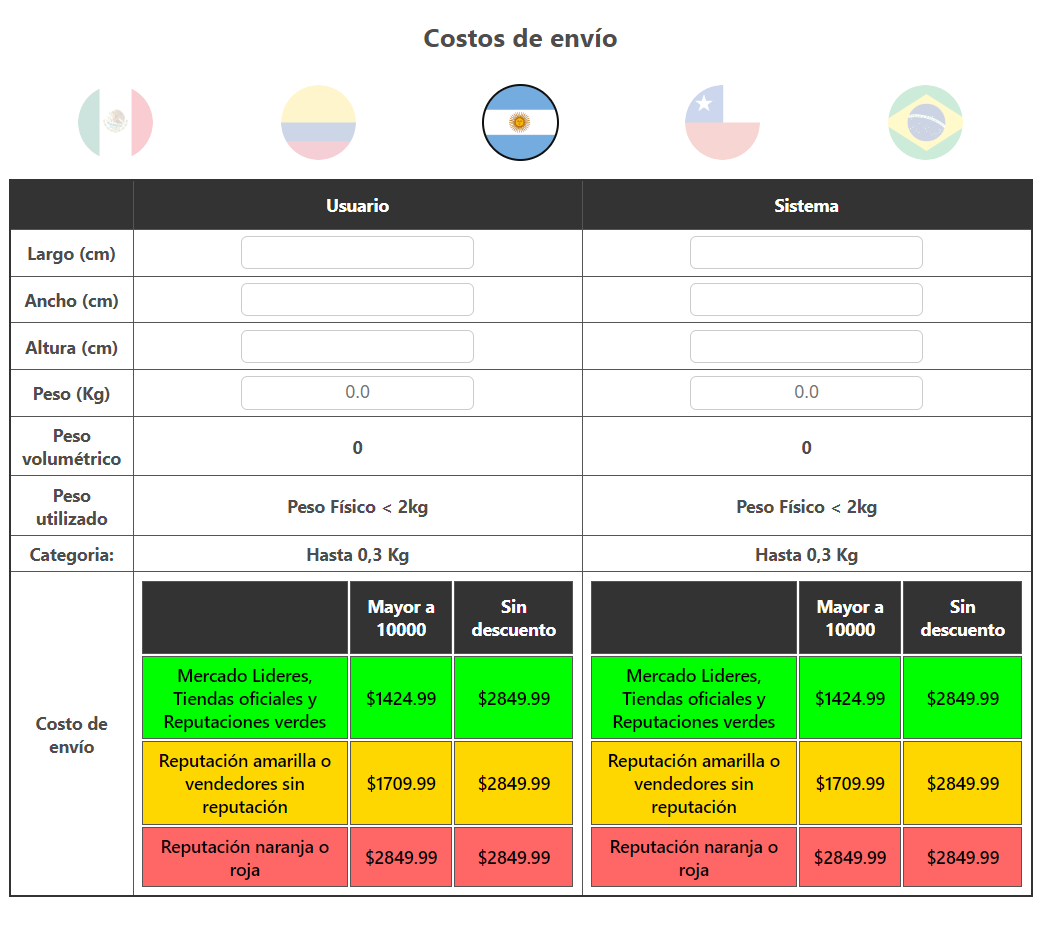 Costos de envío
Usuario Sistema
Largo (cm)
Ancho (cm)
Altura (cm)
Peso (Kg) 0.0 0.0
Peso
volumétrico 0 0
Peso
utilizado Peso Físico < 2kg Peso Físico < 2kg
Categoria: Hasta 0,3 Kg Hasta 0,3 Kg
Costo de
envío
Mayor a
10000
Sin
descuento
Mercado Lideres,
Tiendas oficiales y
Reputaciones verdes
$1424.99 $2849.99
Reputación amarilla o
vendedores sin
reputación
$1709.99 $2849.99
Reputación naranja o
roja
$2849.99 $2849.99
Mayor a
10000
Sin
descuento
Mercado Lideres,
Tiendas oficiales y
Reputaciones verdes
$1424.99 $2849.99
Reputación amarilla o
vendedores sin
reputación
$1709.99 $2849.99
Reputación naranja o
roja
$2849.99 $2849.99